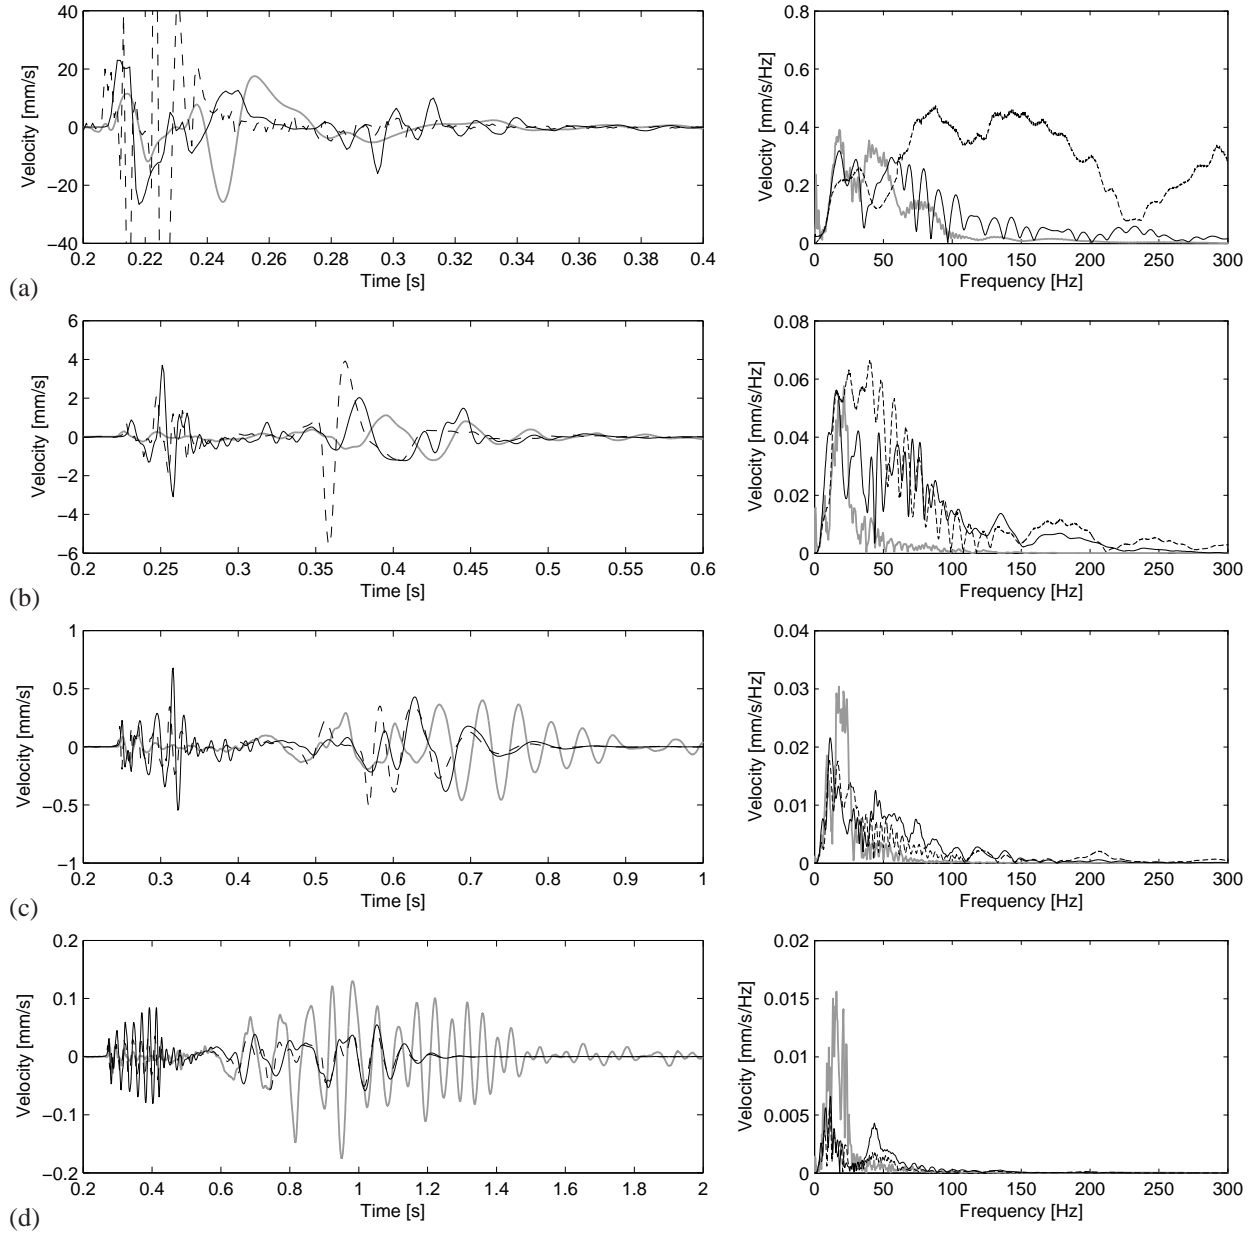 40
20
0
−20
−40
Velocity [mm/s]
0.2 0.22 0.24 0.26 0.28 0.3 0.32 0.34 0.36 0.38 0.4
Time [s]
0.8
0.6
0.4
0.2
0
Velocity [mm/s/Hz]
0 50 100 150 200 250 300
Frequency [Hz]
(a)
6
4
2
0
−2
−4
−6
Velocity [mm/s]
0.2 0.25 0.3 0.35 0.4 0.45 0.5 0.55 0.6
Time [s]
0.08
0.06
0.04
0.02
0
Velocity [mm/s/Hz]
0 50 100 150 200 250 300
Frequency [Hz]
(b)
1
0.5
0
−0.5
−1
Velocity [mm/s]
0.2 0.3 0.4 0.5 0.6 0.7 0.8 0.9 1
Time [s]
0.04
0.03
0.02
0.01
0
Velocity [mm/s/Hz]
0 50 100 150 200 250 300
Frequency [Hz]
(c)
0.2
0.1
0
−0.1
−0.2
Velocity [mm/s]
0.2 0.4 0.6 0.8 1 1.2 1.4 1.6 1.8 2
Time [s]
0.02
0.015
0.01
0.005
0
Velocity [mm/s/Hz]
0 50 100 150 200 250 300
Frequency [Hz]
(d)